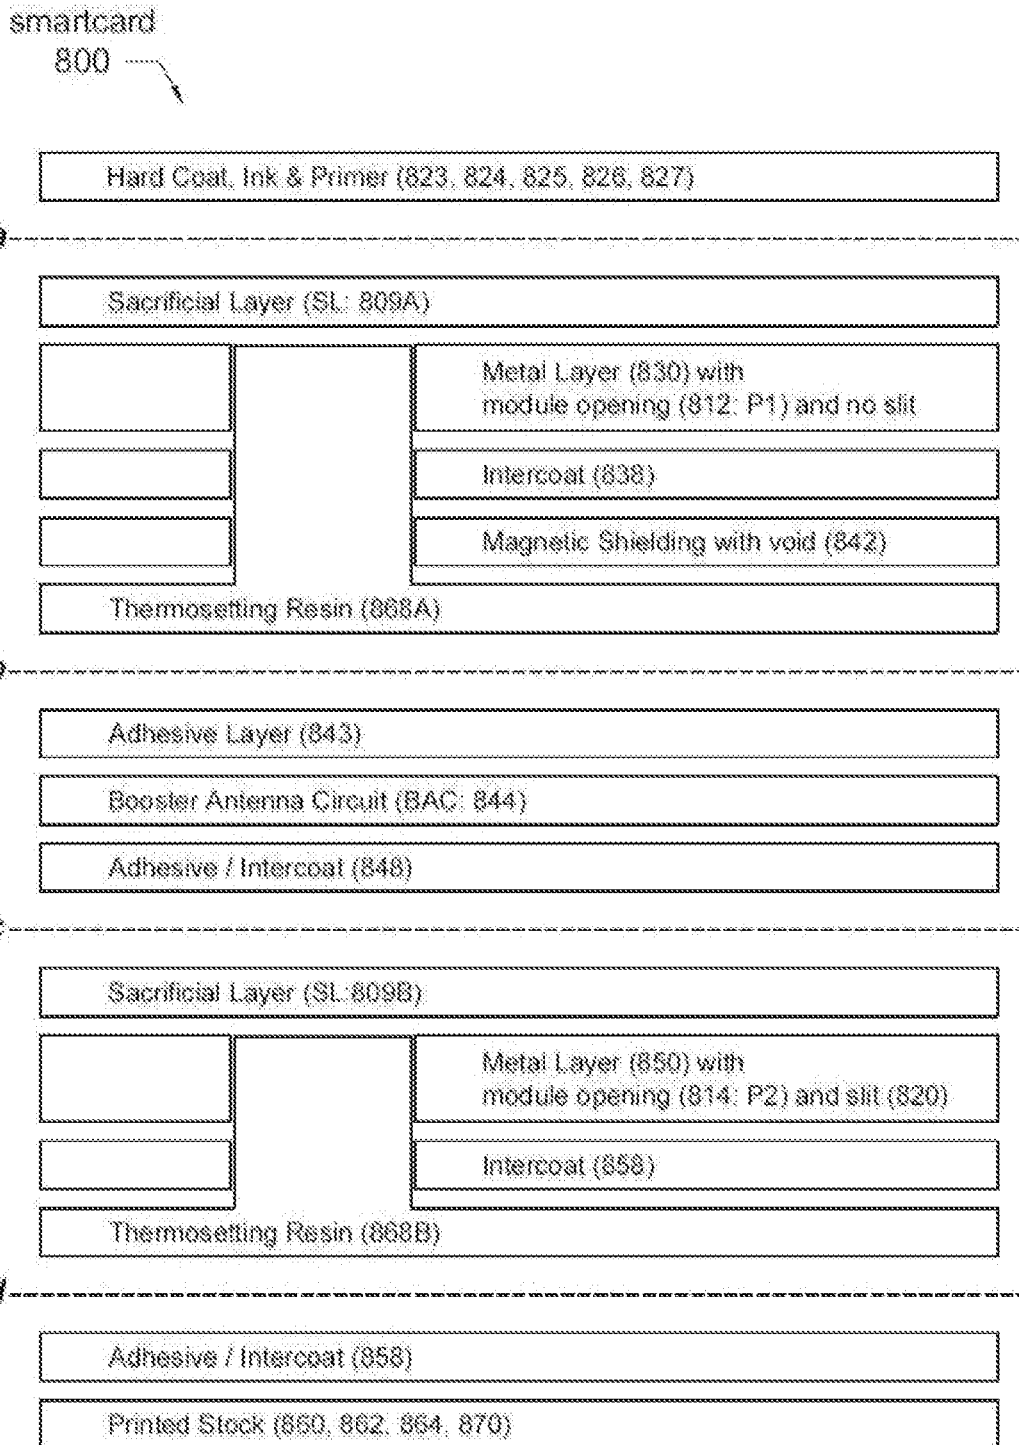 smartcard
800
Hard Coat, Ink & Primer (823, 824, 825, 826, 827)
Sacrificial Layer (SL: 809A)
Metal Layer (830) with
module opening (812: P1) and no slit
Intercoat (838)
Magnetic Shielding with void (842)
Thermosetting Resin (868A)
Adhesive Layer (843)
Booster Antenna Circuit (BAC: 844)
Adhesive / Intercoat (848)
Sacrificial Layer (SL:809B)
Metal Layer (850) with
module opening (814: P2) and slit (820)
Intercoat (858)
Thermosetting Resin (868B)
Adhesive / Intercoat (858)
Printed Stock (860, 862, 864, 870)